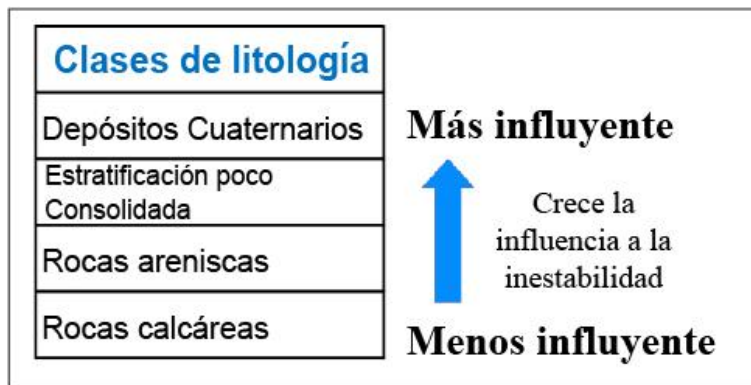 Clases de litología
Depósitos Cuaternarios
Estratificación poco
Consolidada
Rocas areniscas
Rocas calcáreas
Más influyente
Crece la
influencia a la
inestabilidad
Menos influyente